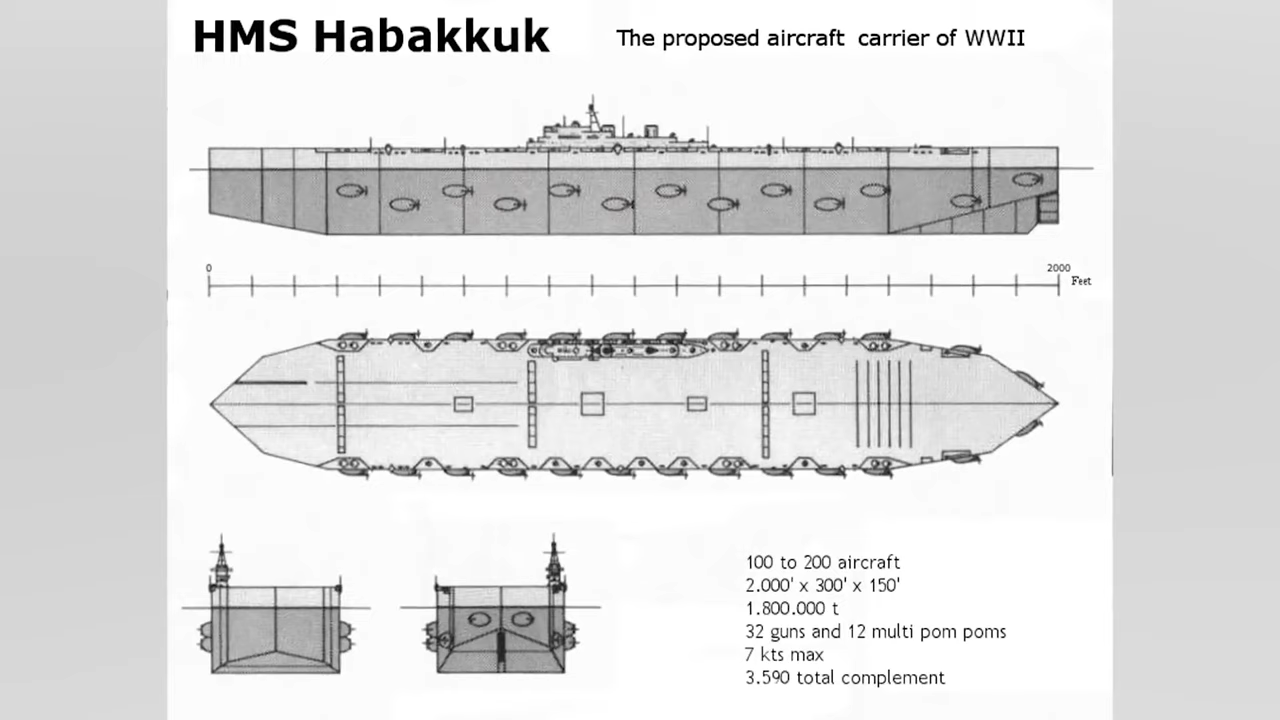 HMS Habakkuk
The proposed aircraft carrier of WWII
0
2000
Feet
100 to 200 aircraft
2.000' x 300' x 150'
1.800.000 t
32 guns and 12 multi pom poms
7 kts max
3.590 total complement